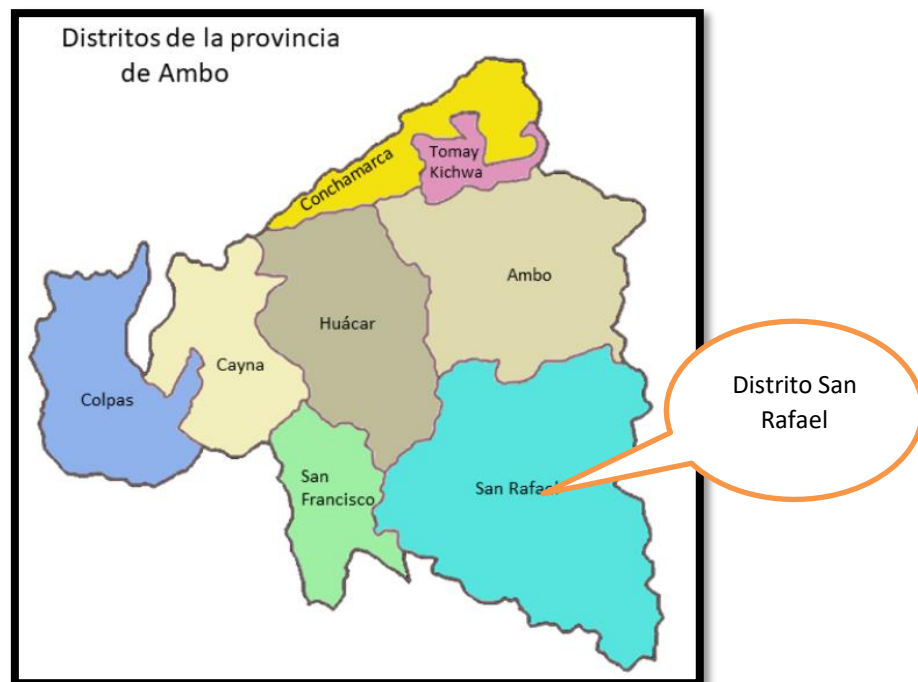 Distritos de la provincia
de Ambo
Conchamarca
Tomay
Kichwa
Ambo
Huácar
Cayna
Colpas
San
Francisco
San Rafael
Distrito San
Rafael